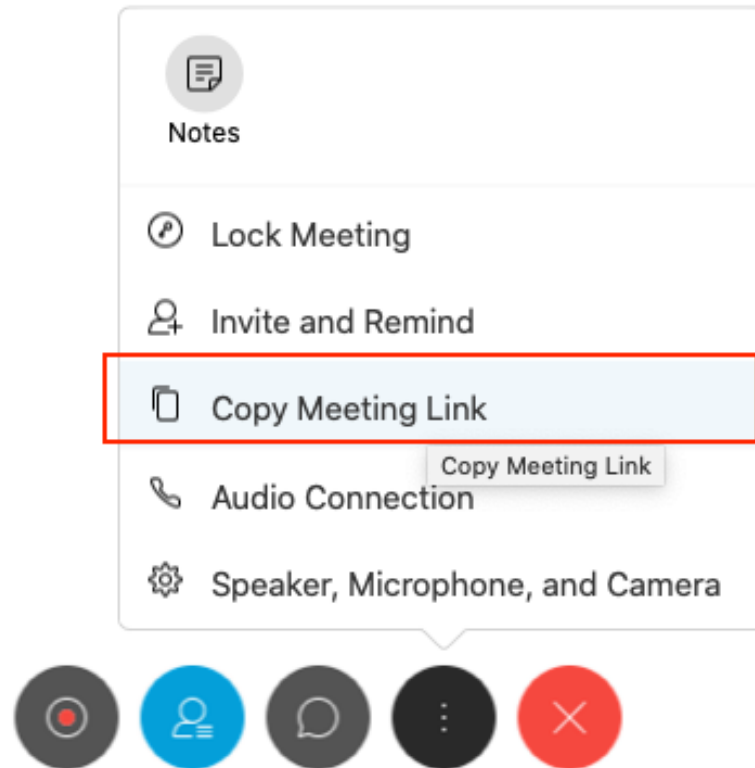 Notes
Lock Meeting
Invite and Remind
Copy Meeting Link
Copy Meeting Link
Audio Connection
Speaker, Microphone, and Camera